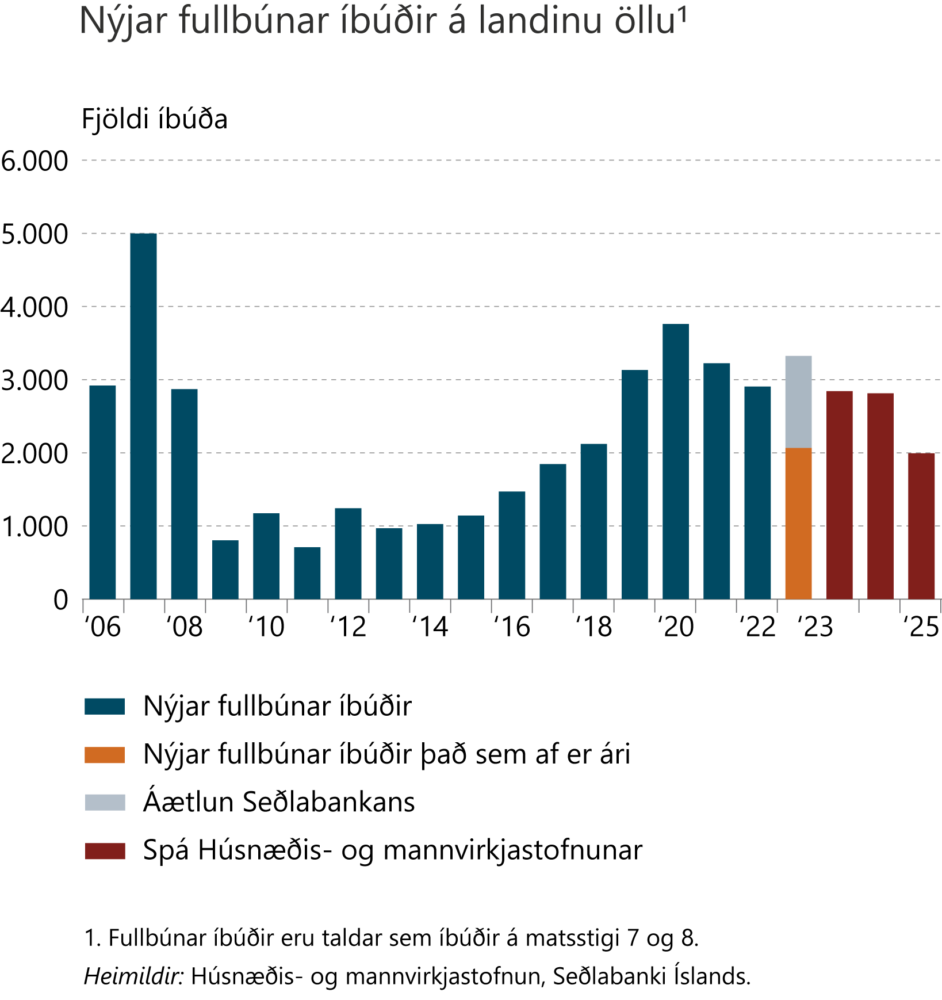 Nýjar fullbúnar íbúðir á landinu öllu¹
Fjöldi íbúða
6.000
5.000
4.000
3.000
2.000
1.000
0
‘06 ‘08 ‘10 ‘12 ‘14 ‘16 ‘18 ‘20 ‘22 ‘23 ‘25
Nýjar fullbúnar íbúðir
Nýjar fullbúnar íbúðir það sem af er ári
Áætlun Seðlabankans
Spá Húsnæðis- og mannvirkjastofnunar
1. Fullbúnar íbúðir eru taldar sem íbúðir á matsstigi 7 og 8.
Heimildir: Húsnæðis- og mannvirkjastofnun, Seðlabanki Íslands.